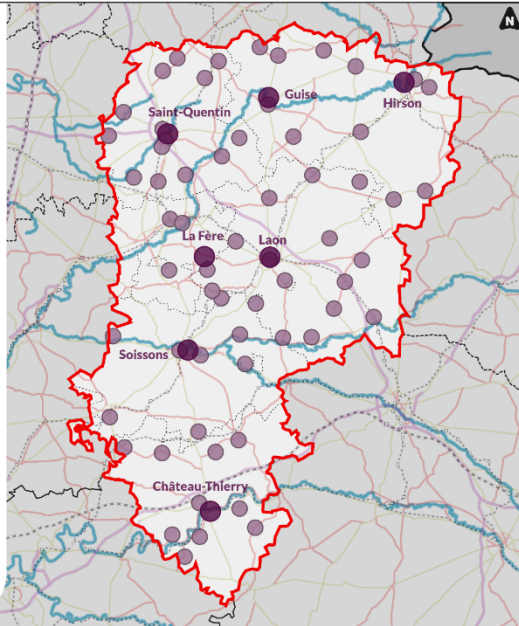 N
Guise
Hirson
Saint-Quentin
La Fère
Laon
Soissons
Château-Thierry